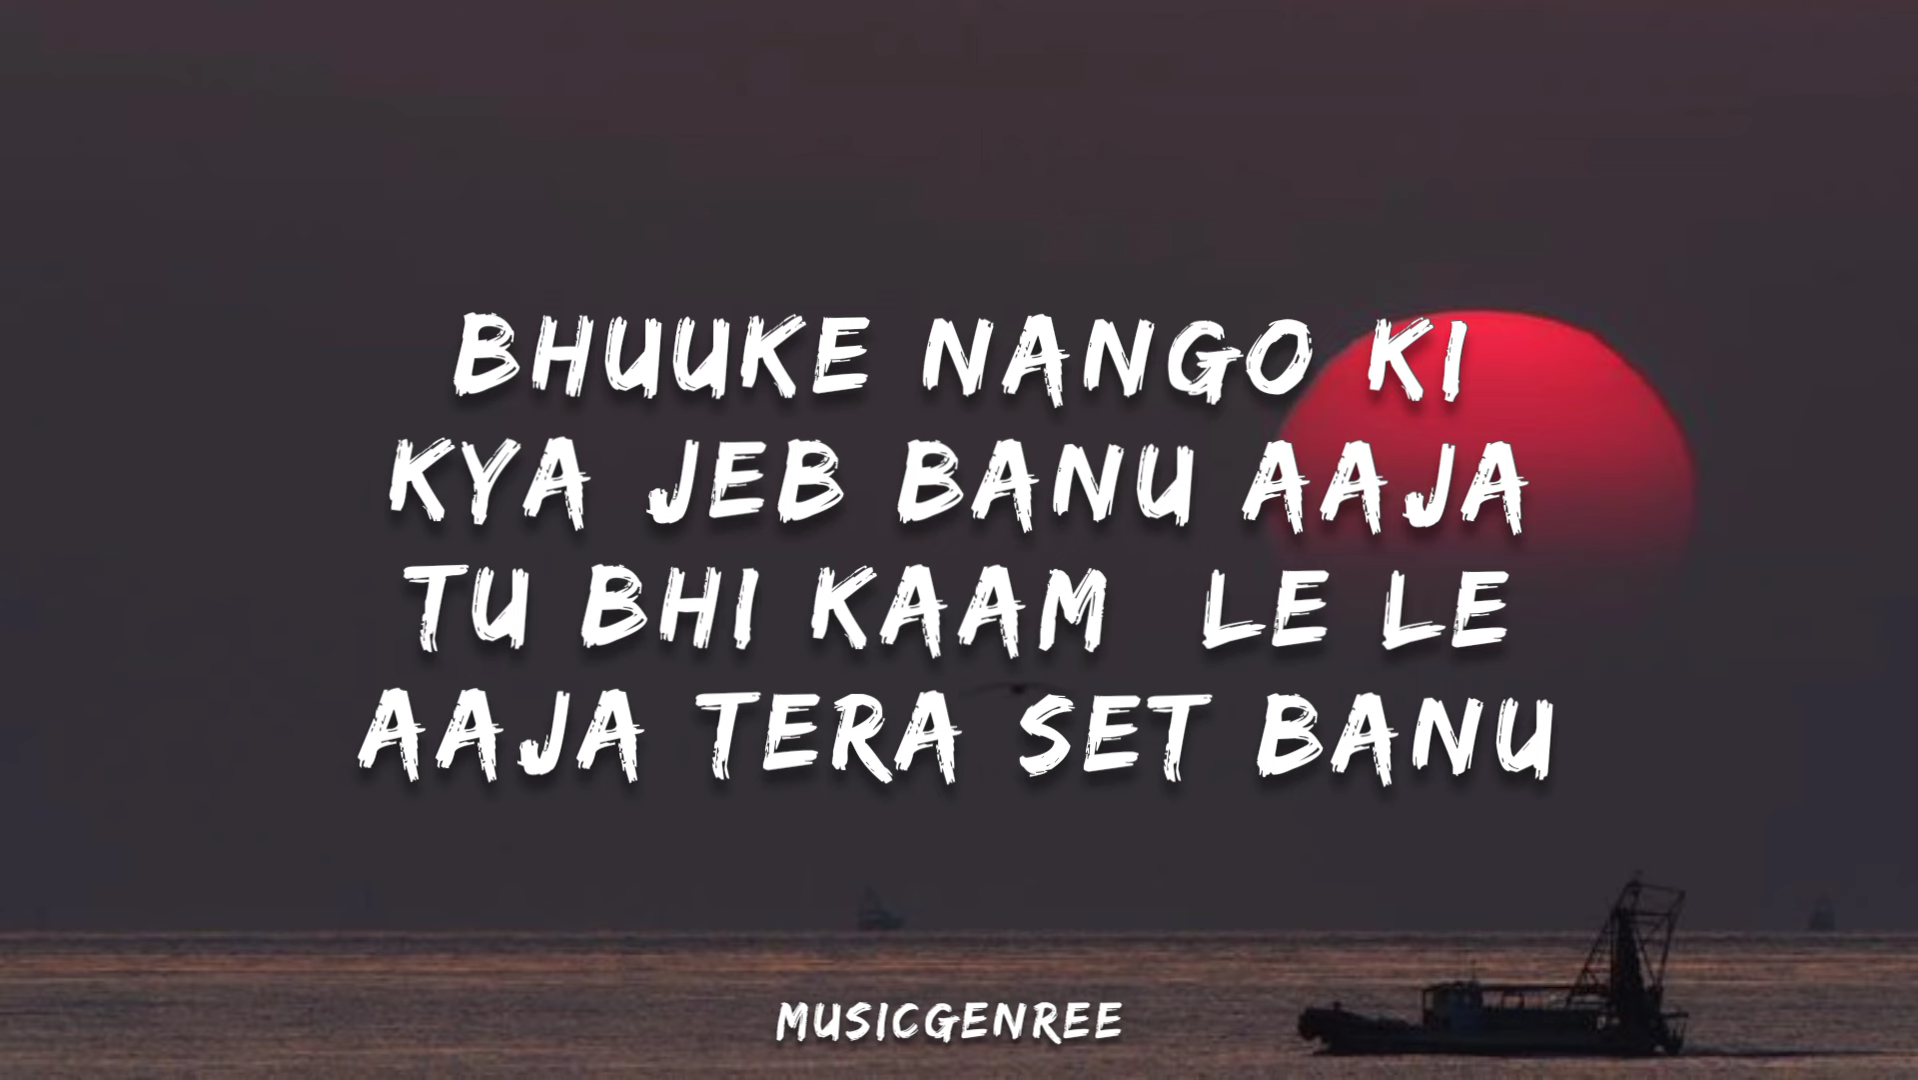 BHUUKE NANGO KI
KYA JEB BANU AAJA
TU BHI KAAM LE LE
AAJA TERA SET BANU
MUSICGENREE